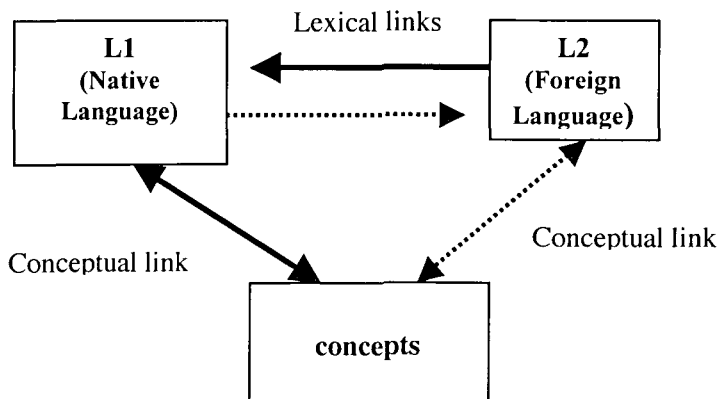 Lexical links
L1
(Native
Language)
L2
(Foreign
Language)
Conceptual link
Conceptual link
concepts